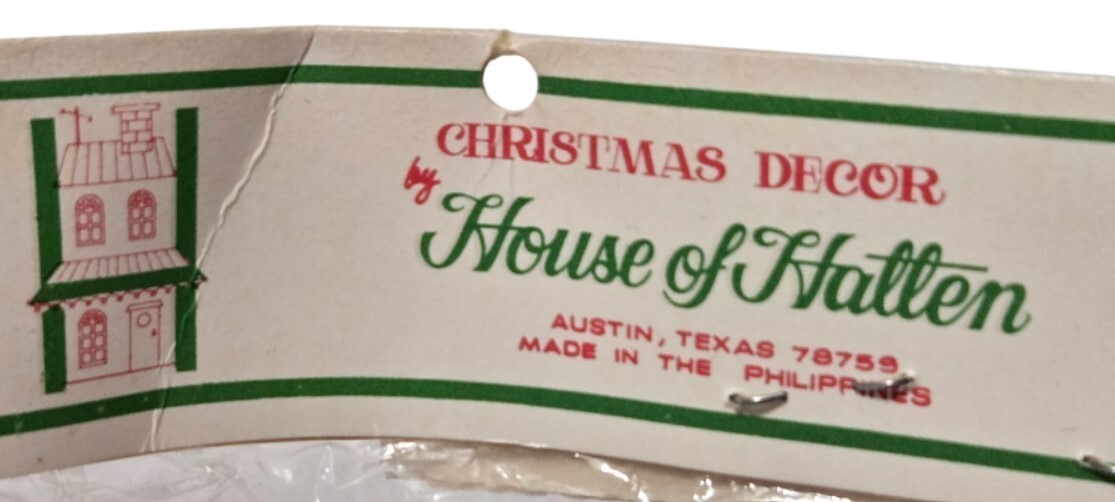 CHRISTMAS DECOR
by
House of Hatten
AUSTIN, TEXAS 78759
MADE IN THE PHILIPPINES